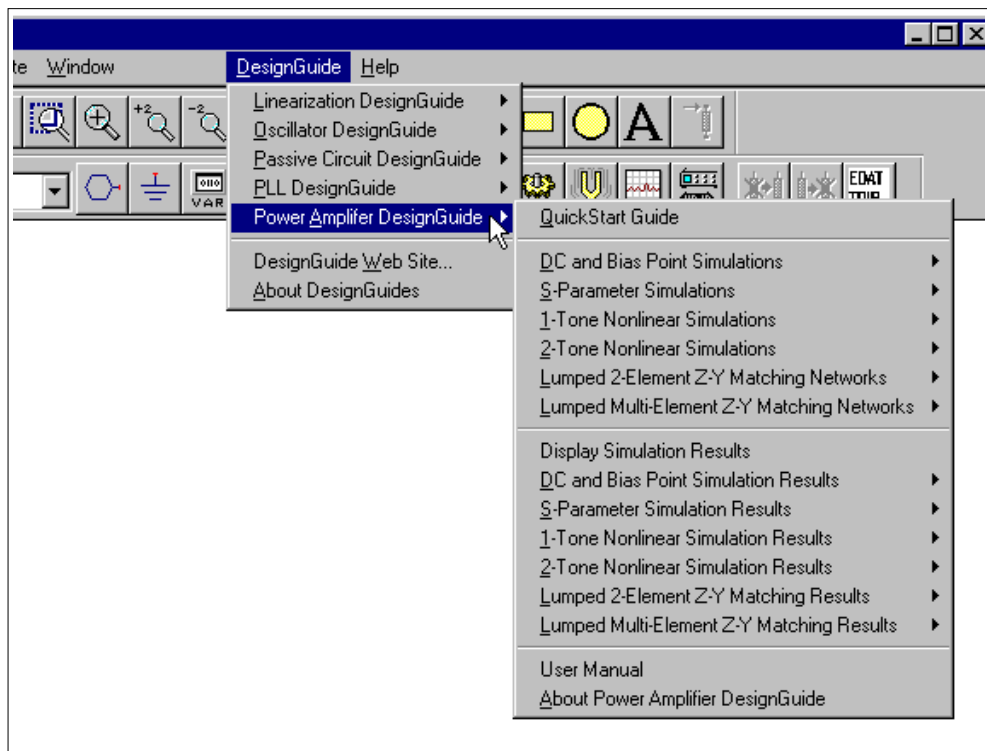 te Window DesignGuide Help
Linearization DesignGuide
Oscillator DesignGuide
Passive Circuit DesignGuide
PLL DesignGuide
Power Amplifer DesignGuide
DesignGuide Web Site...
About DesignGuides
+2
-2
A
VAR
EDAT
QuickStart Guide
DC and Bias Point Simulations
S-Parameter Simulations
1-Tone Nonlinear Simulations
2-Tone Nonlinear Simulations
Lumped 2-Element Z-Y Matching Networks
Lumped Multi-Element Z-Y Matching Networks
Display Simulation Results
DC and Bias Point Simulation Results
S-Parameter Simulation Results
1-Tone Nonlinear Simulation Results
2-Tone Nonlinear Simulation Results
Lumped 2-Element Z-Y Matching Results
Lumped Multi-Element Z-Y Matching Results
User Manual
About Power Amplifier DesignGuide